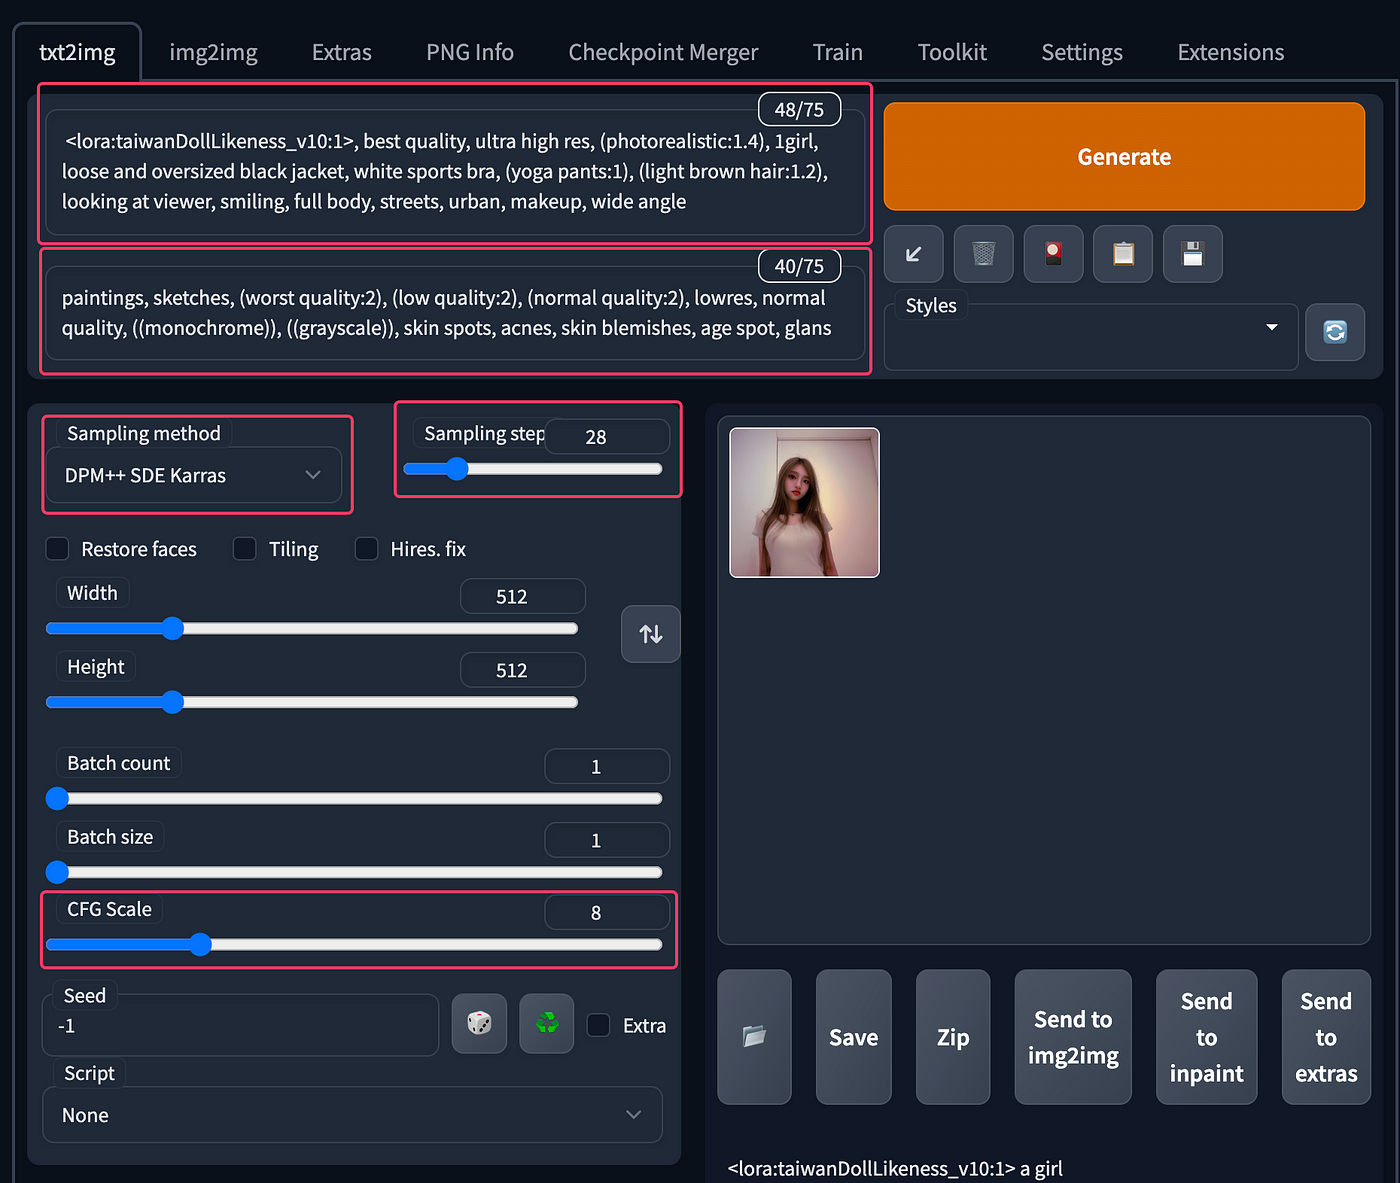 txt2img img2img Extras PNG Info Checkpoint Merger Train Toolkit Settings Extensions
48/75
<lora:taiwanDollLikeness_v10:1>, best quality, ultra high res, (photorealistic:1.4), 1girl,
loose and oversized black jacket, white sports bra, (yoga pants:1), (light brown hair:1.2),
looking at viewer, smiling, full body, streets, urban, makeup, wide angle
Generate
40/75
paintings, sketches, (worst quality:2), (low quality:2), (normal quality:2), lowres, normal
quality, ((monochrome)), ((grayscale)), skin spots, acnes, skin blemishes, age spot, glans
Styles
Sampling method
DPM++ SDE Karras
Sampling step 28
Restore faces Tiling Hires. fix
Width 512
Height 512
Batch count 1
Batch size 1
CFG Scale 8
Seed
-1
Extra
Script
None
Save
Zip
Send to
img2img
Send
to
inpaint
Send
to
extras
<lora:taiwanDollLikeness_v10:1> a girl